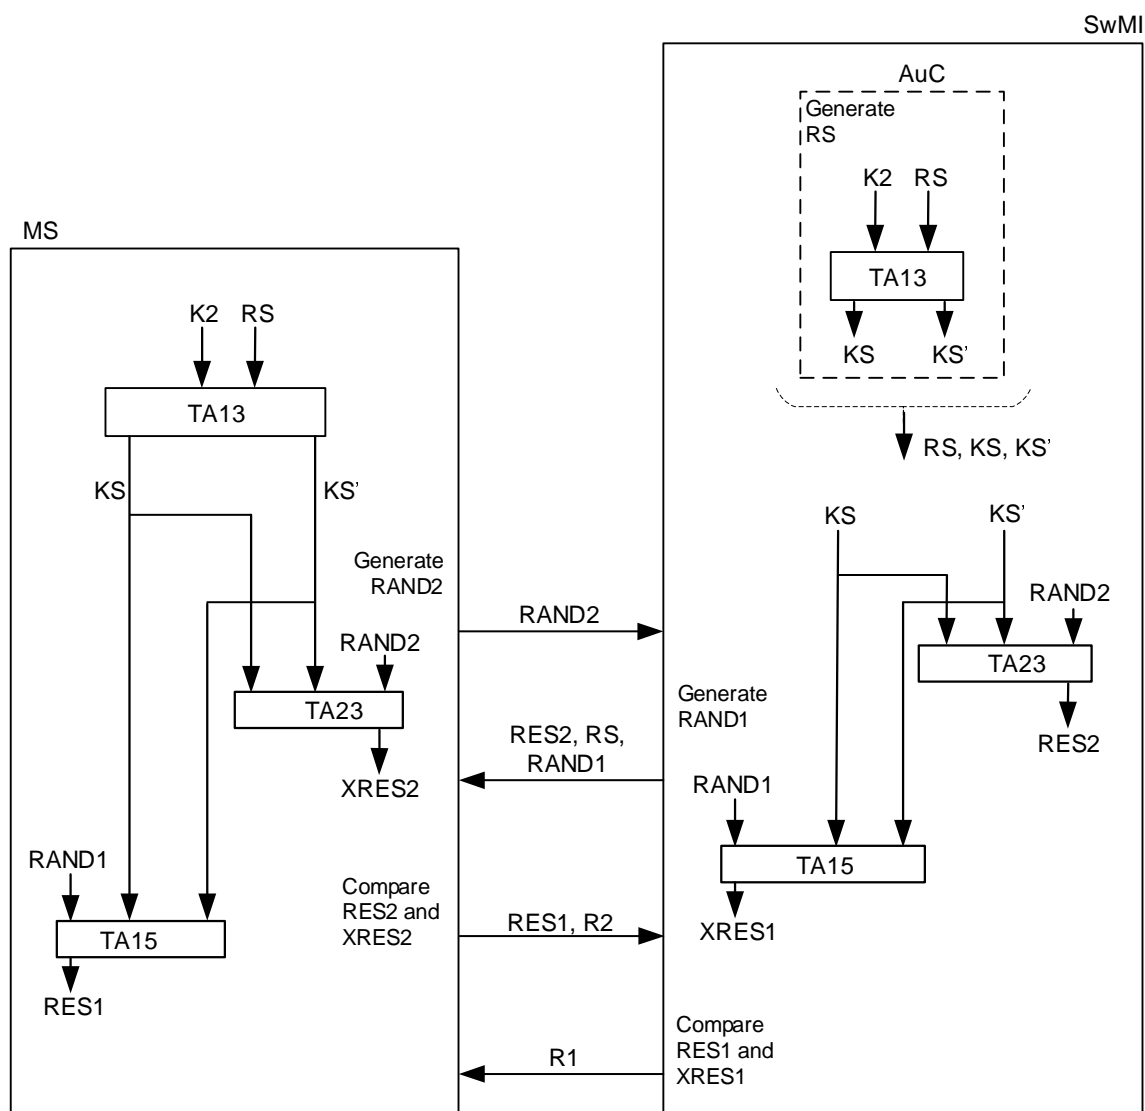 SwMI
AuC
Generate
RS
K2 RS
TA13
KS KS’
RS, KS, KS’
KS KS’
RAND2
TA23
RES2
Generate
RAND1
RAND1
TA15
XRES1
Compare
RES1 and
XRES1
MS
K2 RS
TA13
KS KS’
Generate
RAND2
RAND2
TA23
XRES2
RAND1
TA15
RES1
Compare
RES2 and
XRES2
RAND2
RES2, RS,
RAND1
RES1, R2
R1